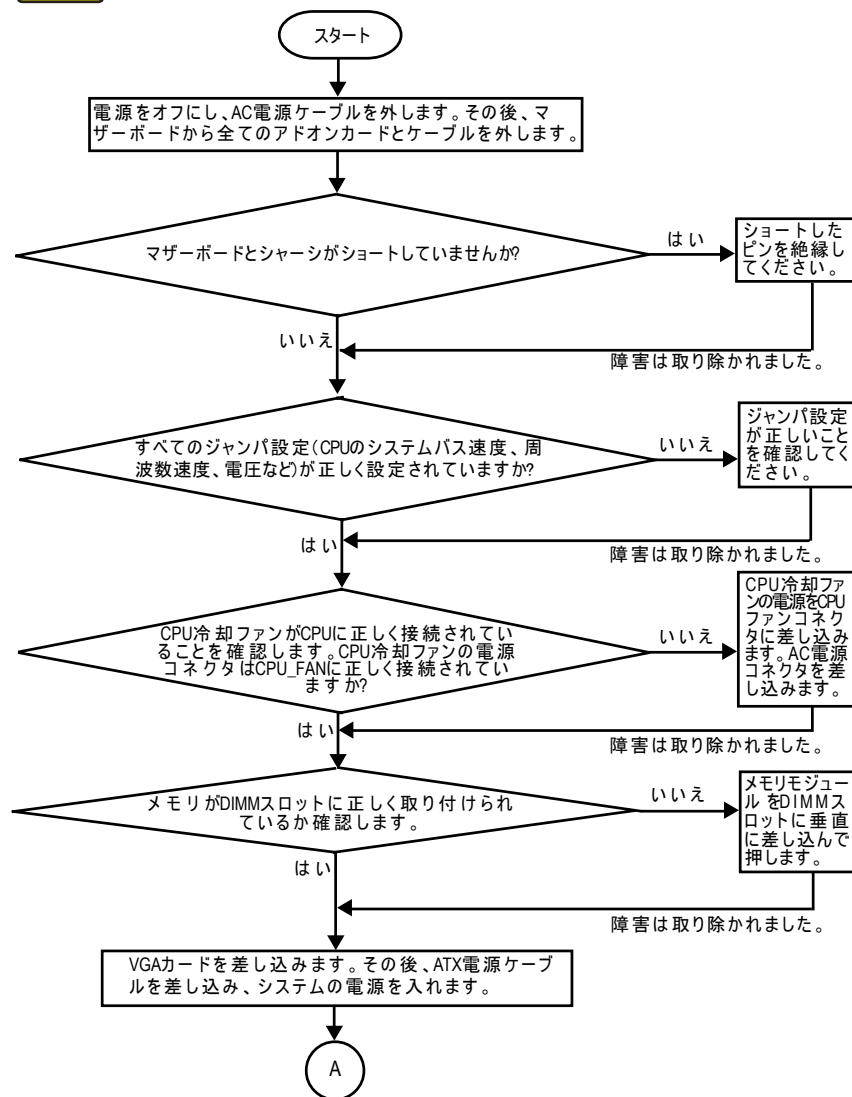 スタート
電源をオフにし、AC電源ケーブルを外します。その後、マ
ザーボードから全てのアドオンカードとケーブルを外します。
マザーボードとシャーシがショートしていませんか?
はい
ショートした
ピンを絶縁し
てください。
いいえ
障害は取り除かれました。
すべてのジャンパ設定(CPUのシステムバス速度、周
波数速度、電圧など)が正しく設定されていますか?
いいえ
ジャンパ設定
が正しいこと
を確認してく
ださい。
はい
障害は取り除かれました。
CPU冷却ファンがCPUに正しく接続されてい
ることを確認します。CPU冷却ファンの電源
コネクタはCPU_FANに正しく接続されてい
ますか?
いいえ
CPU冷却ファ
ンの電源をCPU
ファンコネク
タに差し込み
ます。AC電源
コネクタを差
し込みます。
はい
障害は取り除かれました。
メモリがDIMMスロットに正しく取り付けられ
ているか確認します。
いいえ
メモリモジュー
ルをDIMMス
ロットに垂直
に差し込んで
押します。
はい
障害は取り除かれました。
VGAカードを差し込みます。その後、ATX電源ケーブ
ルを差し込み、システムの電源を入れます。
A